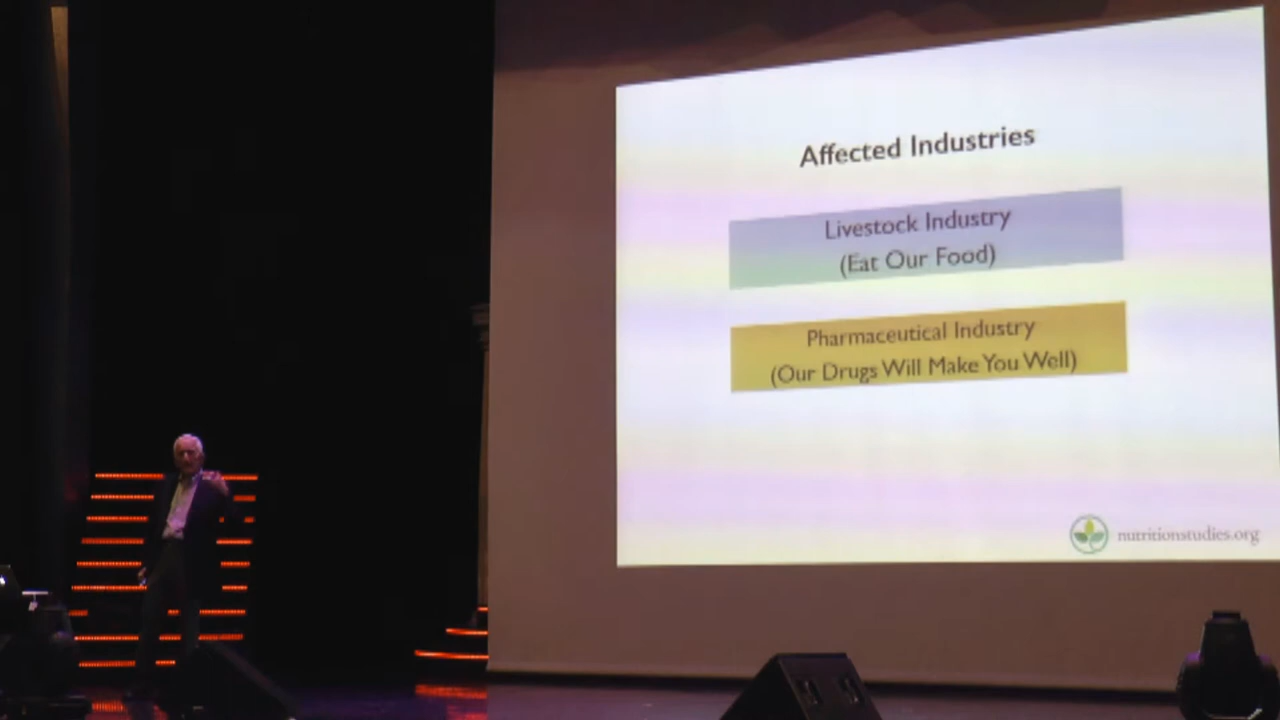 Affected Industries
Livestock Industry
(Eat Our Food)
Pharmaceutical Industry
(Our Drugs Will Make You Well)
nutritionstudies.org